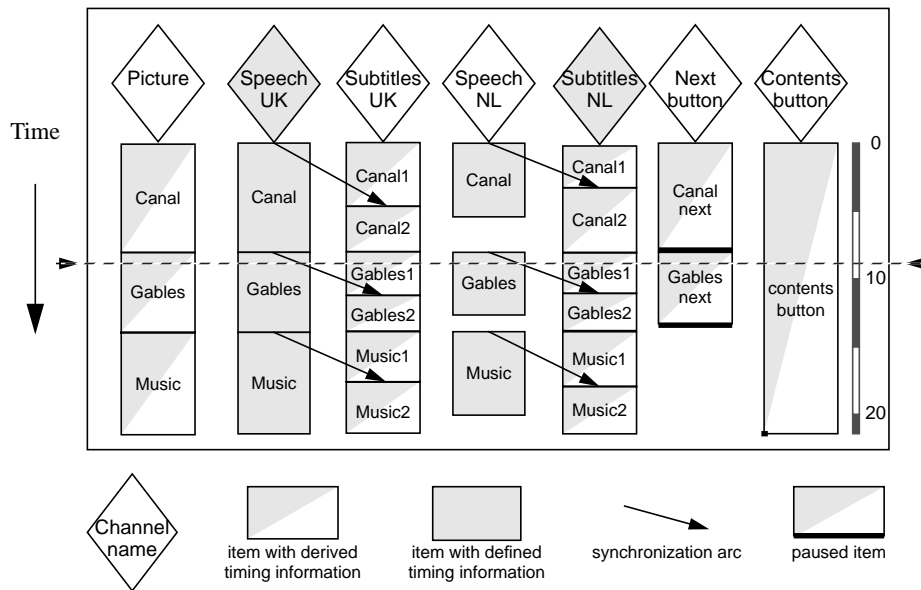 Picture
Speech
UK
Subtitles
UK
Speech
NL
Subtitles
NL
Next
button
Contents
button
Time
0
10
20
Canal
Gables
Music
Canal
Gables
Music
Canal1
Canal2
Gables1
Gables2
Music1
Music2
Canal
Gables
Music
Canal1
Canal2
Gables1
Gables2
Music1
Music2
Canal
next
Gables
next
contents
button
Channel
name
item with derived
timing information
item with defined
timing information
synchronization arc
paused item